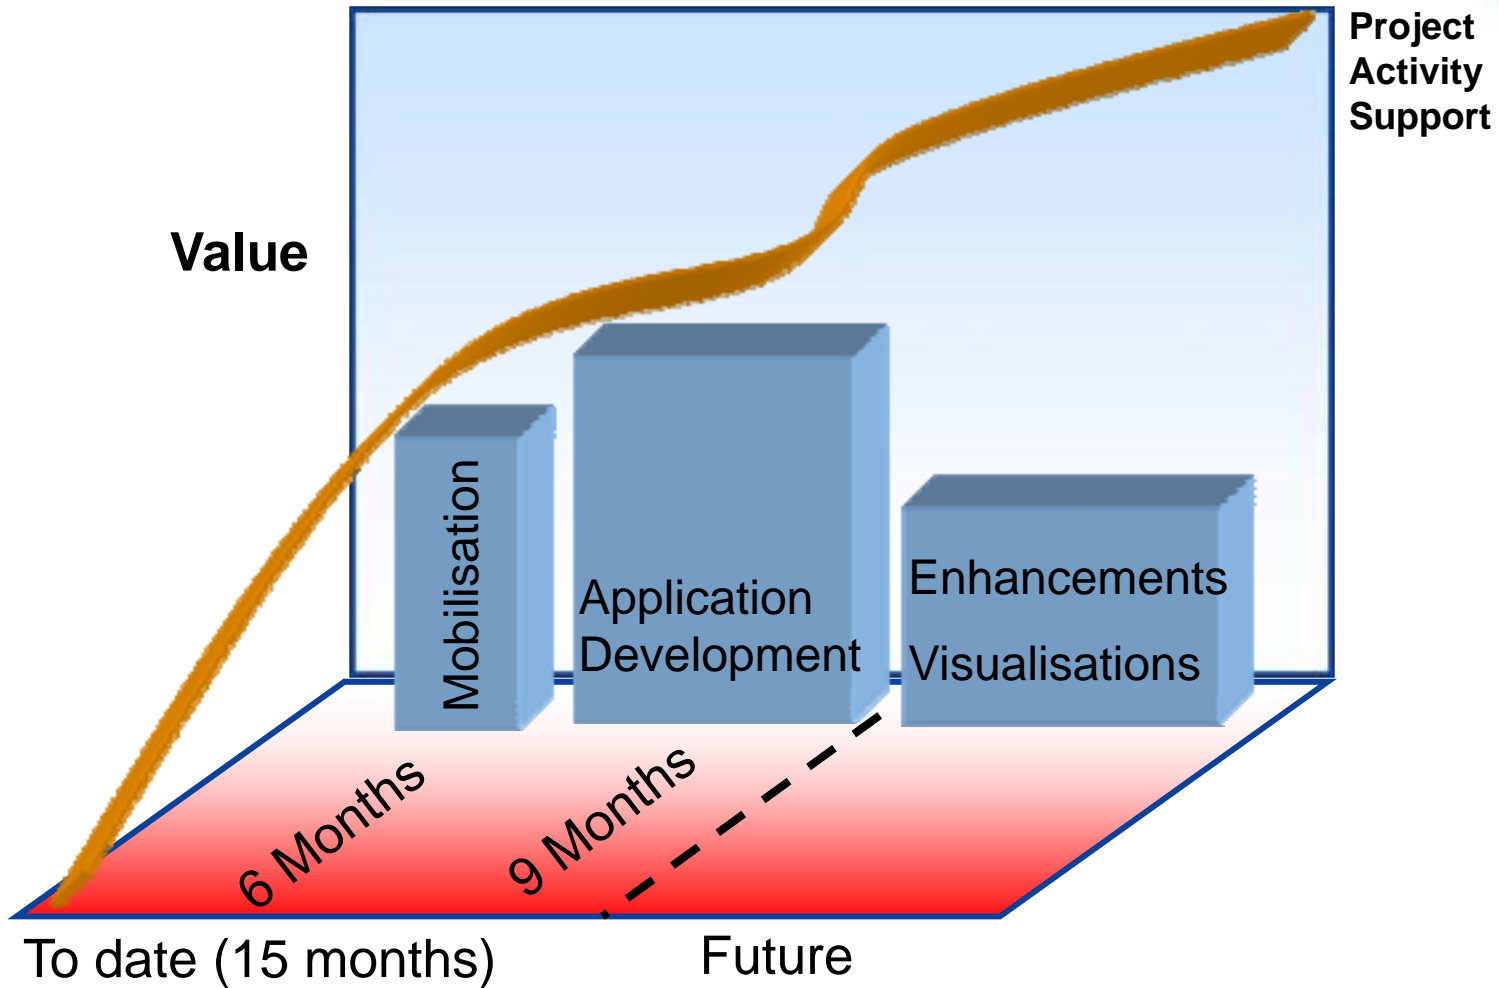 Project
Activity
Support
Value
Mobilisation
Application
Development
Enhancements
Visualisations
6 Months
9 Months
To date (15 months)
Future